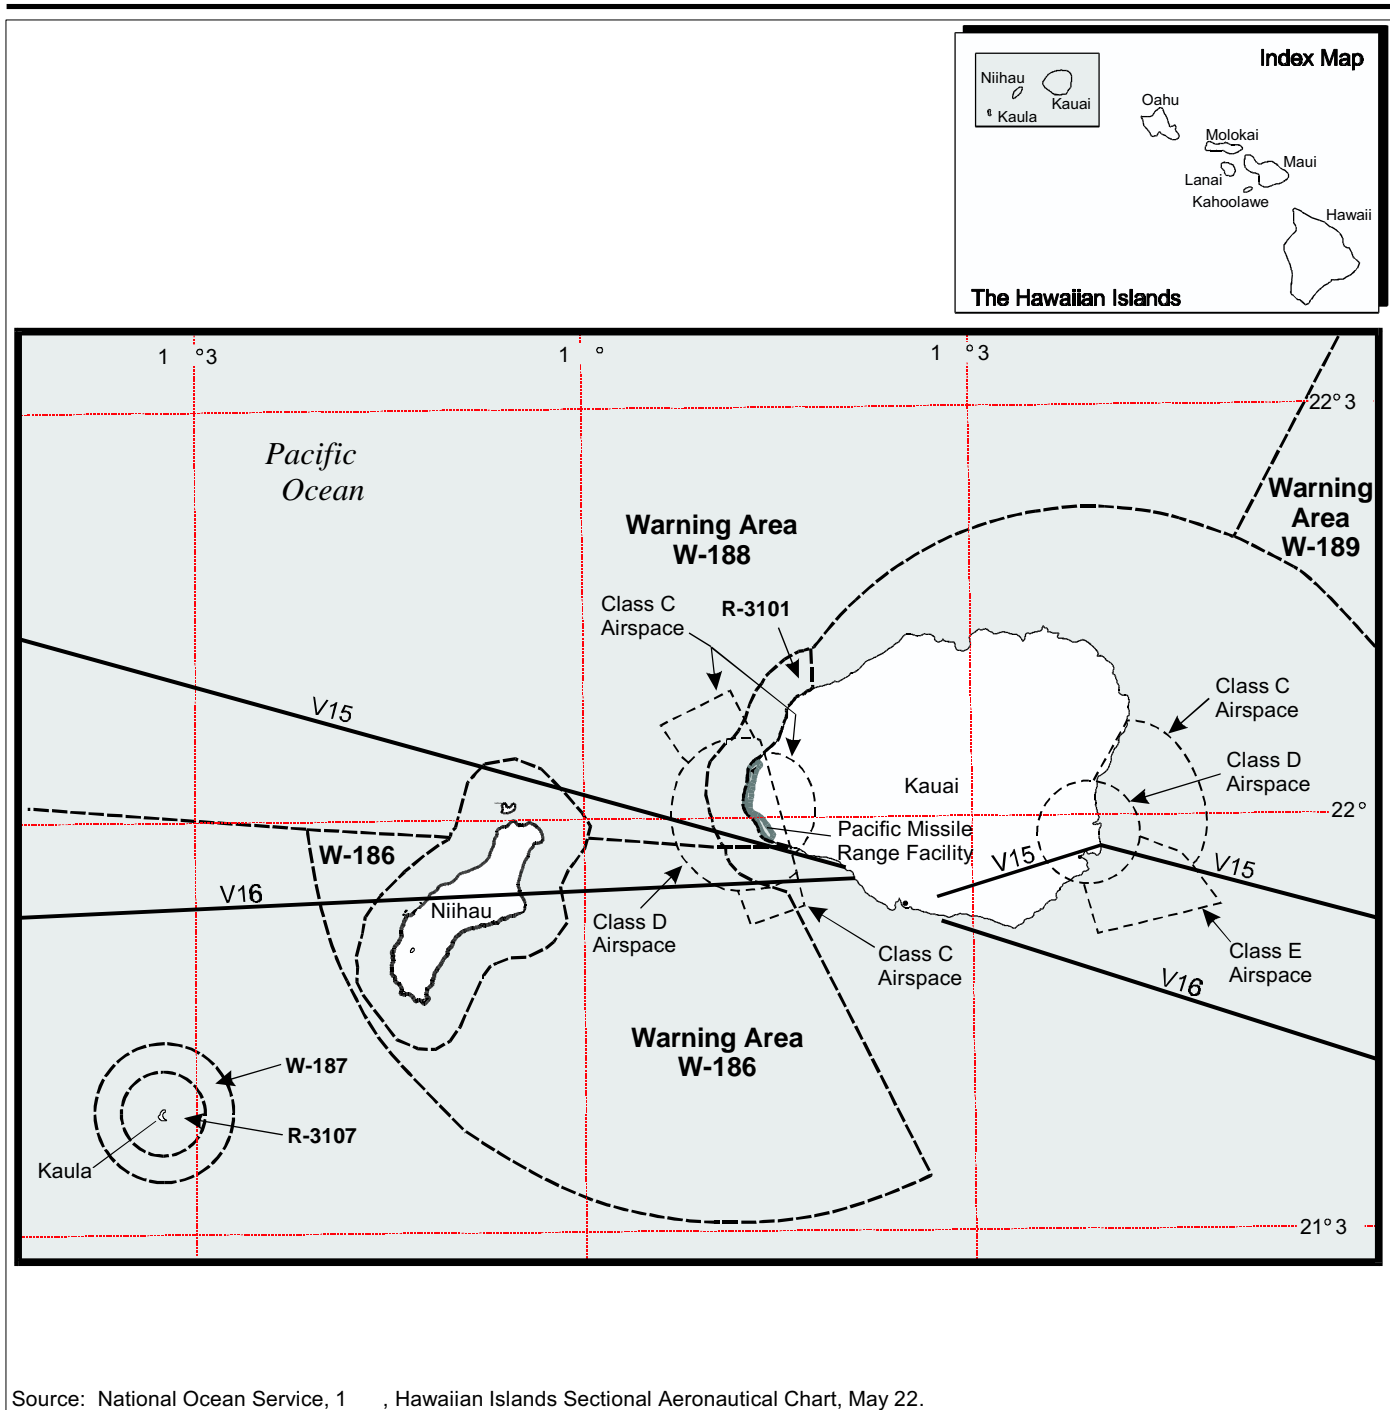 Index Map
Niihau
Kauai
Kaula
Oahu
Molokai
Maui
Lanai
Kahoolawe
Hawaii
The Hawaiian Islands
1 °3
1 °
1 °3
22° 3
Pacific
Ocean
Warning
Area
W-189
Warning Area
W-188
Class C
Airspace
R-3101
Class C
Airspace
V15
Class D
Airspace
Kauai
22°
Pacific Missile
Range Facility
W-186
V15
V15
V16
Niihau
Class D
Airspace
Class C
Airspace
Class E
Airspace
V16
Warning Area
W-186
W-187
R-3107
Kaula
21° 3
Source: National Ocean Service, 1 , Hawaiian Islands Sectional Aeronautical Chart, May 22.